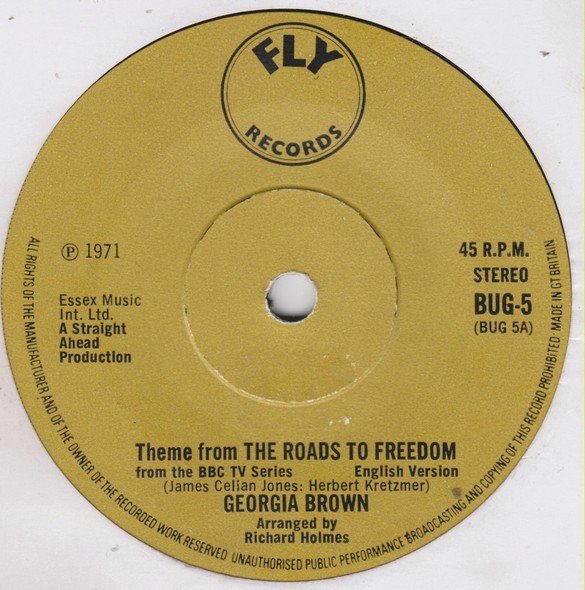 FLY
RECORDS
℗ 1971
Essex Music
Int. Ltd.
A Straight
Ahead
Production
45 R.P.M.
STEREO
BUG-5
(BUG 5A)
Theme from THE ROADS TO FREEDOM
from the BBC TV Series English Version
(James Celian Jones: Herbert Kretzmer)
GEORGIA BROWN
Arranged by
Richard Holmes
ALL RIGHTS OF THE MANUFACTURER AND OF THE OWNER OF THE RECORDED WORK RESERVED UNAUTHORISED PUBLIC PERFORMANCE BROADCASTING AND COPYING OF THIS RECORD PROHIBITED MADE IN GT BRITAIN